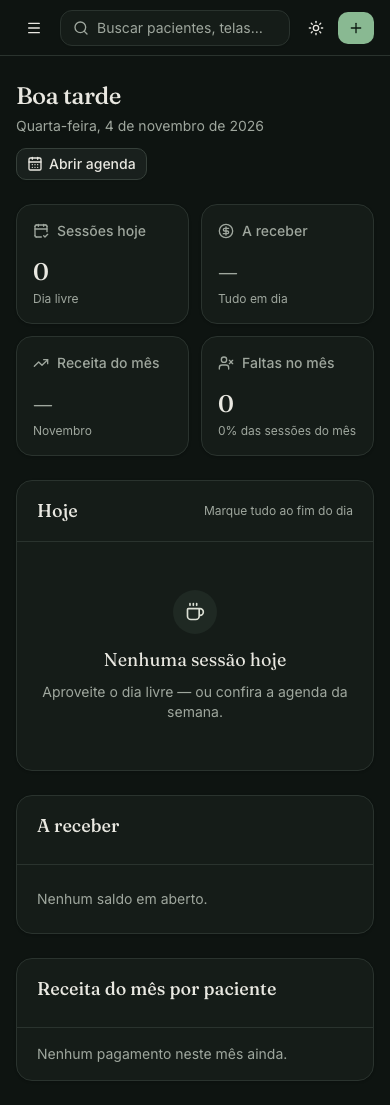 Buscar pacientes, telas...
Boa tarde
Quarta-feira, 4 de novembro de 2026
Abrir agenda
Sessões hoje
0
Dia livre
A receber
—
Tudo em dia
Receita do mês
—
Novembro
Faltas no mês
0
0% das sessões do mês
Hoje
Marque tudo ao fim do dia
Nenhuma sessão hoje
Aproveite o dia livre — ou confira a agenda da
semana.
A receber
Nenhum saldo em aberto.
Receita do mês por paciente
Nenhum pagamento neste mês ainda.